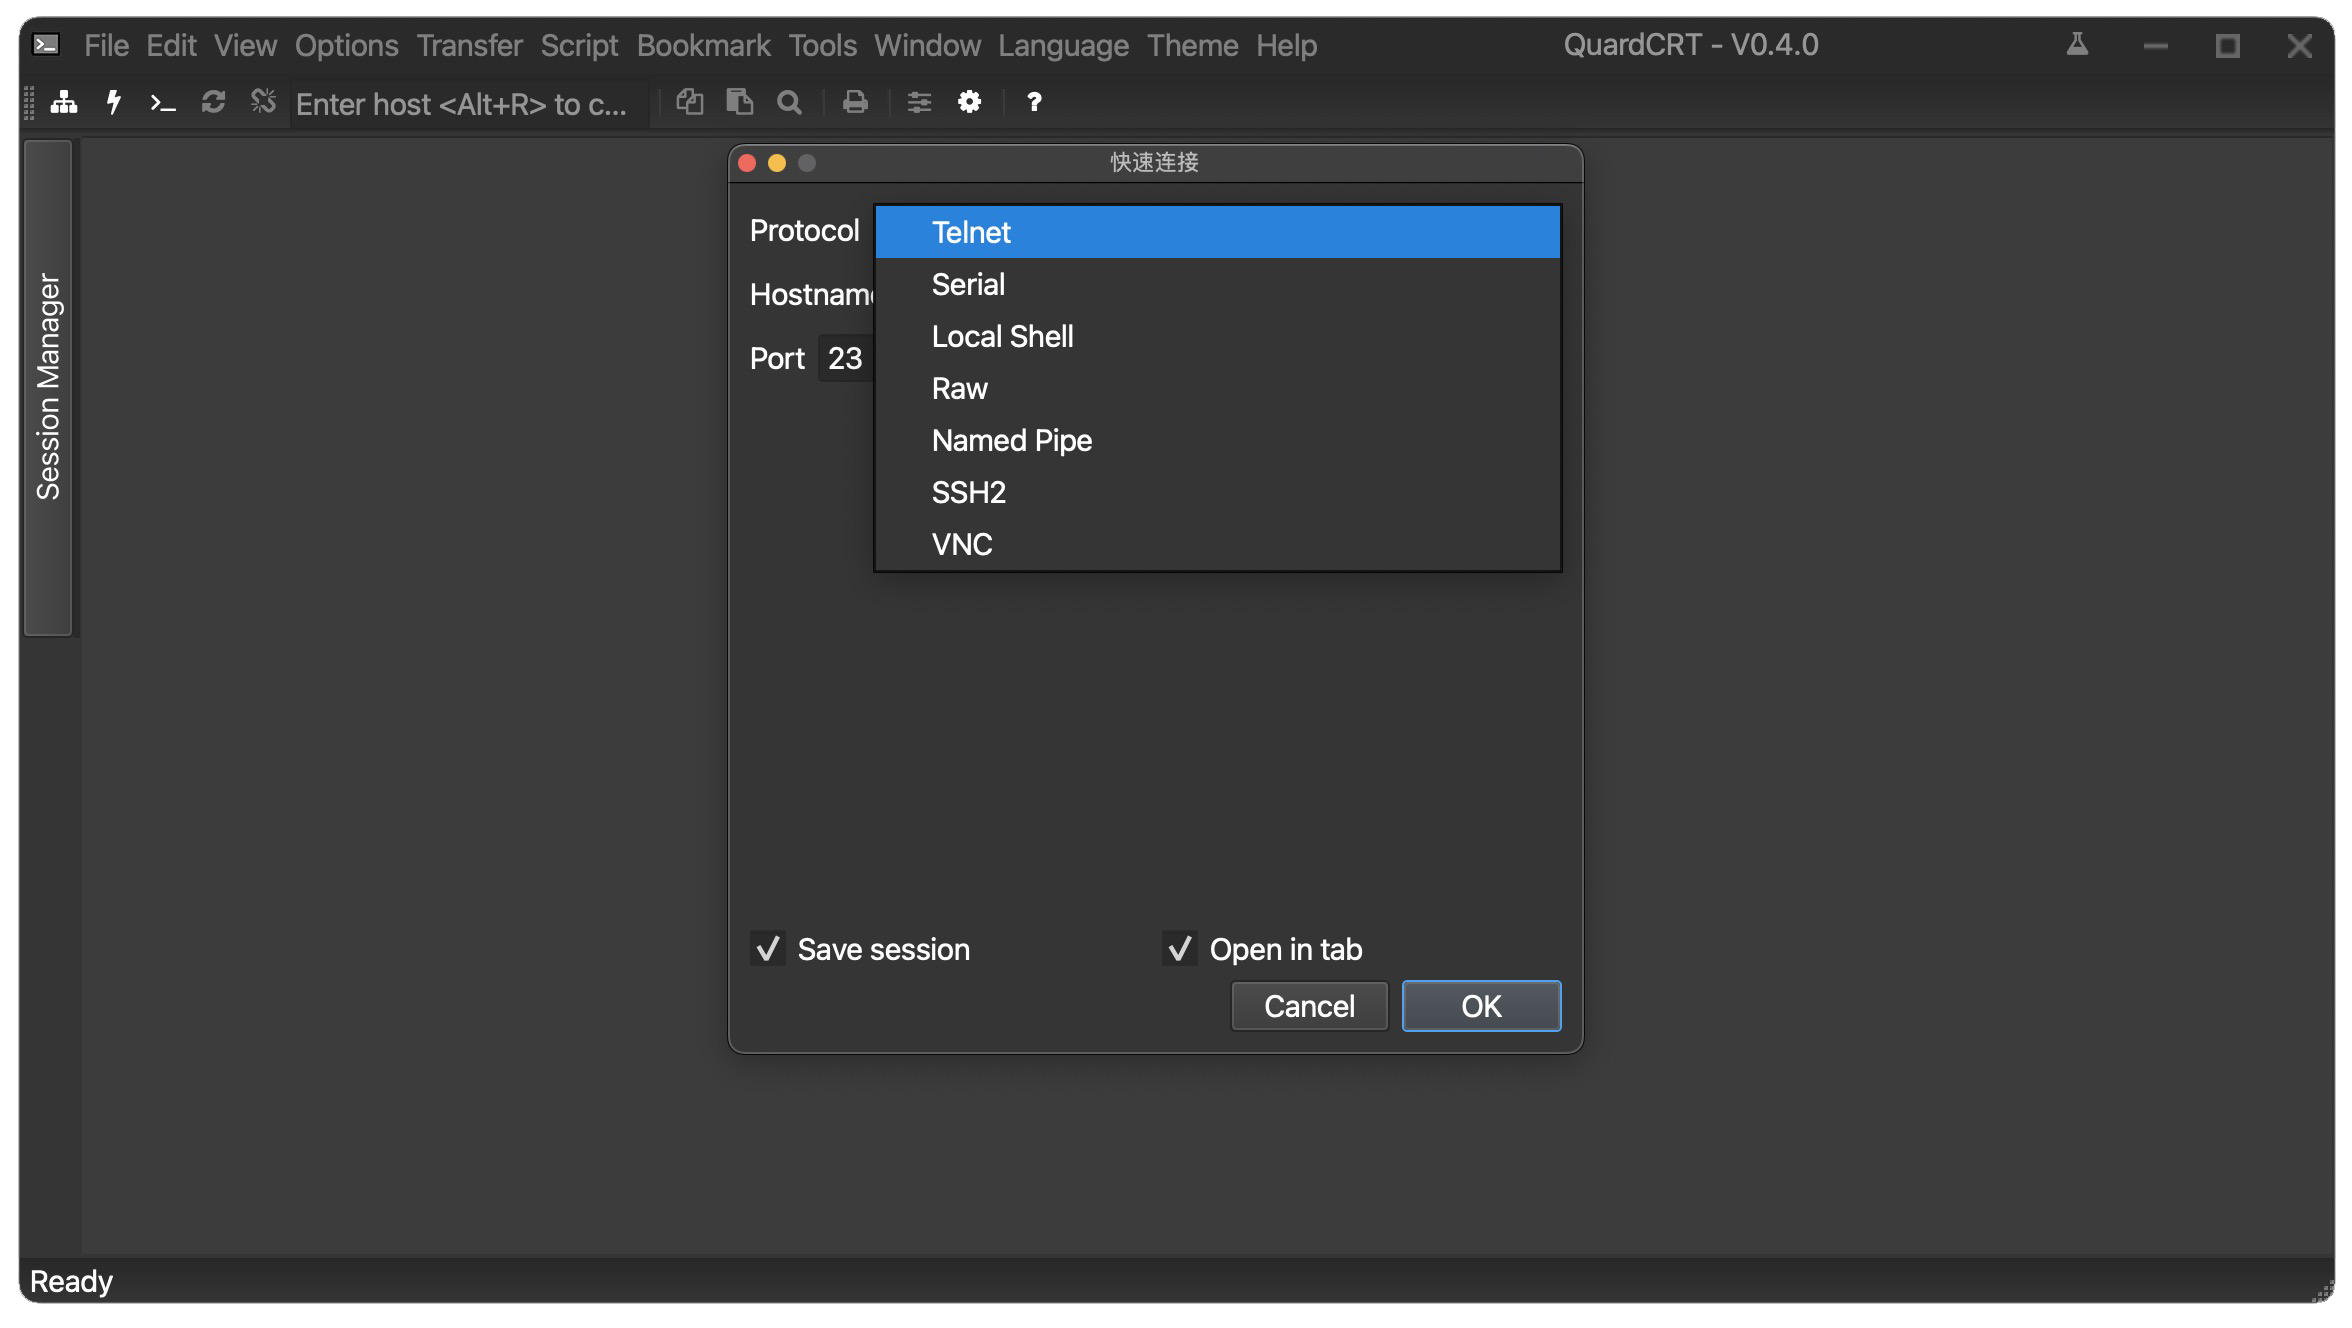 File Edit View Options Transfer Script Bookmark Tools Window Language Theme Help QuardCRT - V0.4.0
Enter host <Alt+R> to c...
Session Manager
快速连接
Protocol
Telnet
Serial
Hostname
Local Shell
Port 23
Raw
Named Pipe
SSH2
VNC
Save session Open in tab
Cancel OK
Ready